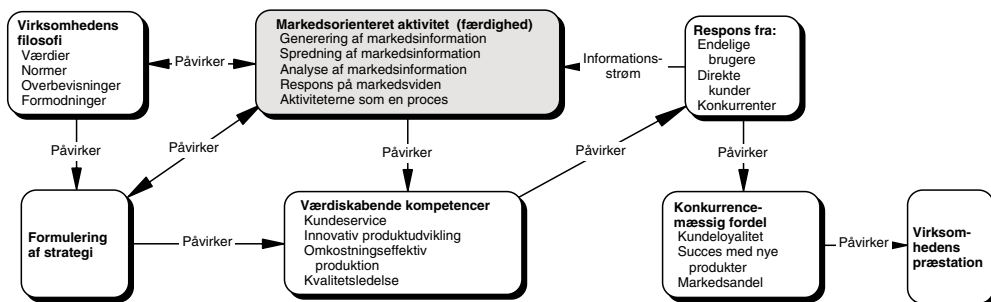 Virksomhedens
filosofi
Værdier
Normer
Overbevisninger
Formodninger
Påvirker
Markedsorienteret aktivitet (færdighed)
Generering af markedsinformation
Spredning af markedsinformation
Analyse af markedsinformation
Respons på markedsviden
Aktiviteterne som en proces
Informations-
strøm
Respons fra:
Endelige
brugere
Direkte
kunder
Konkurrenter
Påvirker
Påvirker
Påvirker
Påvirker
Påvirker
Formulering
af strategi
Påvirker
Værdiskabende kompetencer
Kundeservice
Innovativ produktudvikling
Omkostningseffektiv
produktion
Kvalitetsledelse
Konkurrence-
mæssig fordel
Kundeloyalitet
Succes med nye
produkter
Markedsandel
Påvirker
Virksom-
hedens
præstation